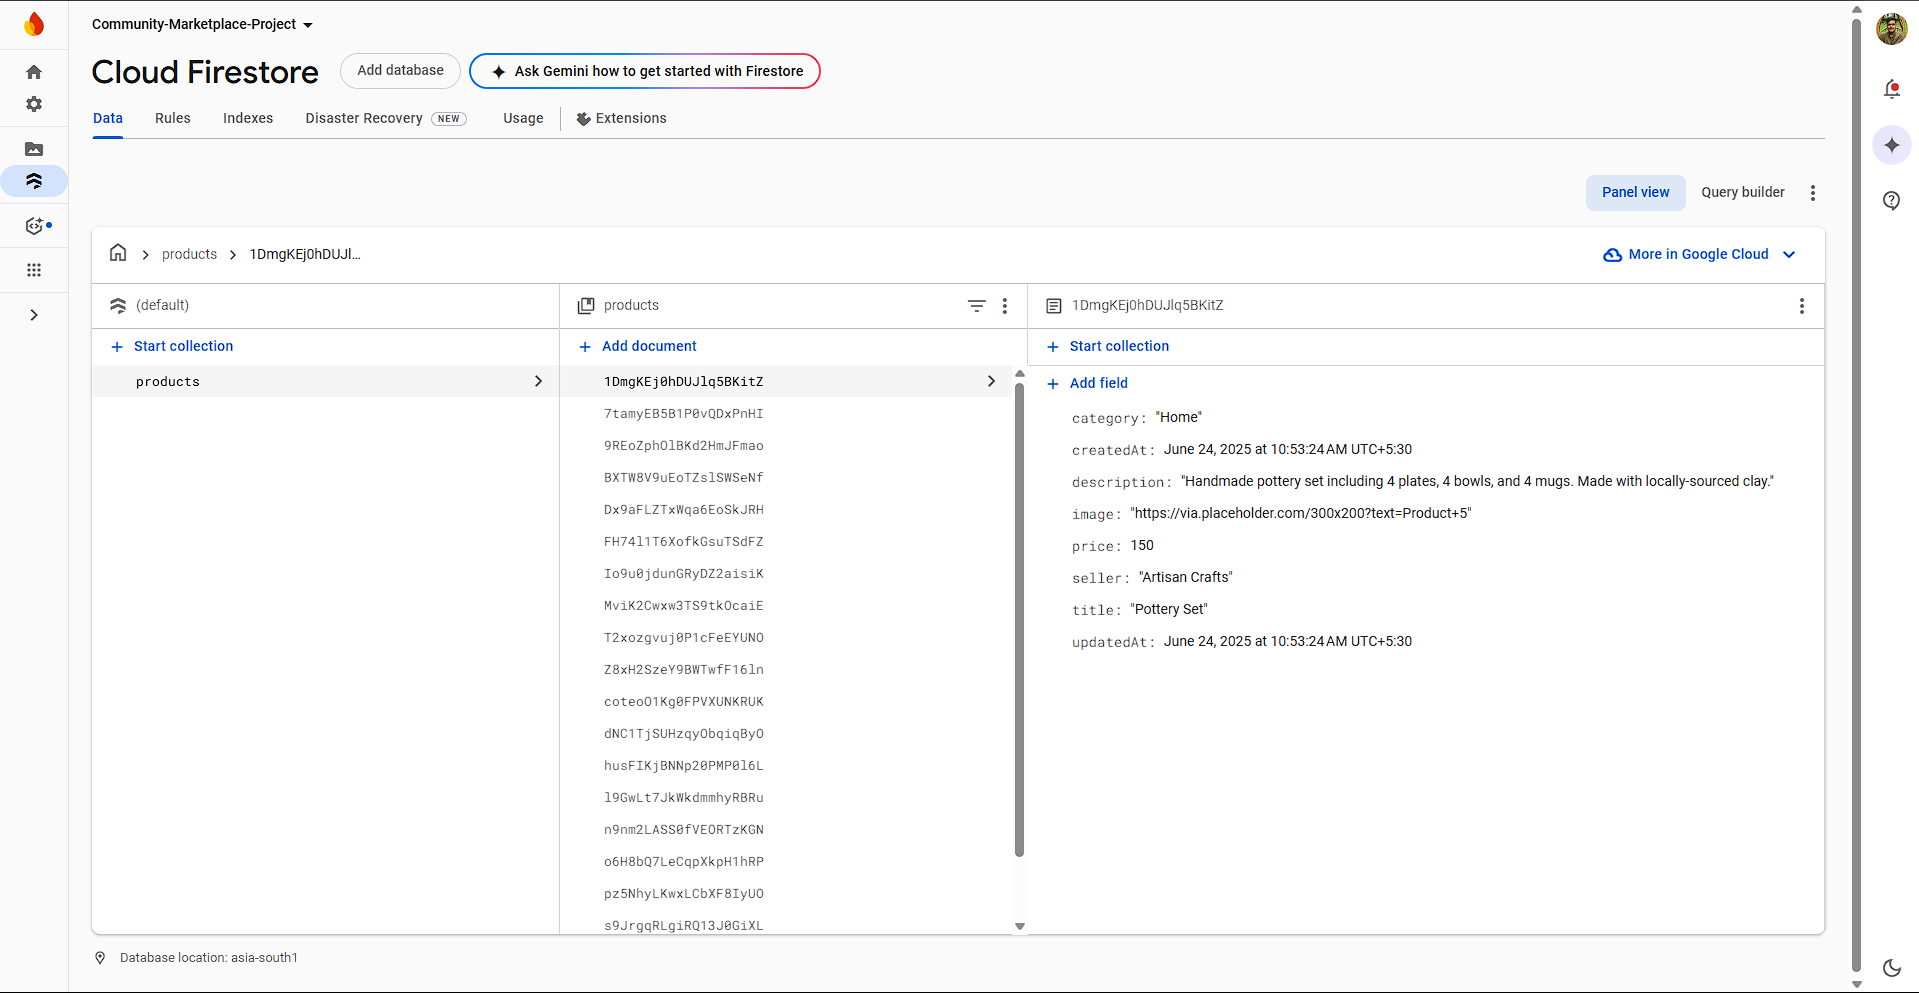 Community-Marketplace-Project
Cloud Firestore
Add database
Ask Gemini how to get started with Firestore
Data
Rules
Indexes
Disaster Recovery NEW
Usage
Extensions
Panel view
Query builder
products
1DmgKEj0hDUJl...
More in Google Cloud
(default)
+ Start collection
products
products
+ Add document
1DmgKEj0hDUJlq5BKitZ
7tamyEB5B1P0vQDxPnHI
9REoZphOlBKd2HmJFmao
BXTW8V9uEoTZslSWSeNf
Dx9aFLZTxWqa6EoSkJRH
FH74l1T6XofkGsuTSdFZ
Io9u0jdunGRyDZ2aisiK
MviK2Cwxw3TS9tkOcaiE
T2xozgvuj0P1cFeEYUNO
Z8xH2SzeY9BWTwfF16ln
coteoO1Kg0FPVXUNKRUK
dNC1TjSUHzqyObqiqByO
husFIKjBNNp20PMP0l6L
l9GwLt7JkWkdmmhyRBRu
n9nm2LASS0fVEORTzKGN
o6H8bQ7LeCqpXkpH1hRP
pz5NhyLKwxLCbXF8IyUO
s9JrgqRLgiRQ13J0GiXL
1DmgKEj0hDUJlq5BKitZ
+ Start collection
+ Add field
category: "Home"
createdAt: June 24, 2025 at 10:53:24 AM UTC+5:30
description: "Handmade pottery set including 4 plates, 4 bowls, and 4 mugs. Made with locally-sourced clay."
image: "https://via.placeholder.com/300x200?text=Product+5"
price: 150
seller: "Artisan Crafts"
title: "Pottery Set"
updatedAt: June 24, 2025 at 10:53:24 AM UTC+5:30
Database location: asia-south1